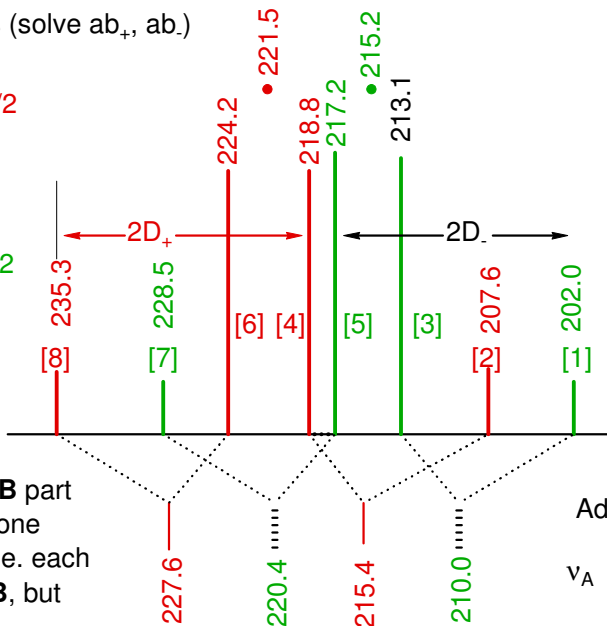 (solve ab+, ab-)
221.5
215.2
/2
224.2
218.8
217.2
213.1
2D+
2D-
2
235.3
228.5
207.6
202.0
[6] [4] [5] [3]
[8] [7] [2] [1]
B part
one
e. each
B, but
227.6
220.4
215.4
210.0
Ad
νA